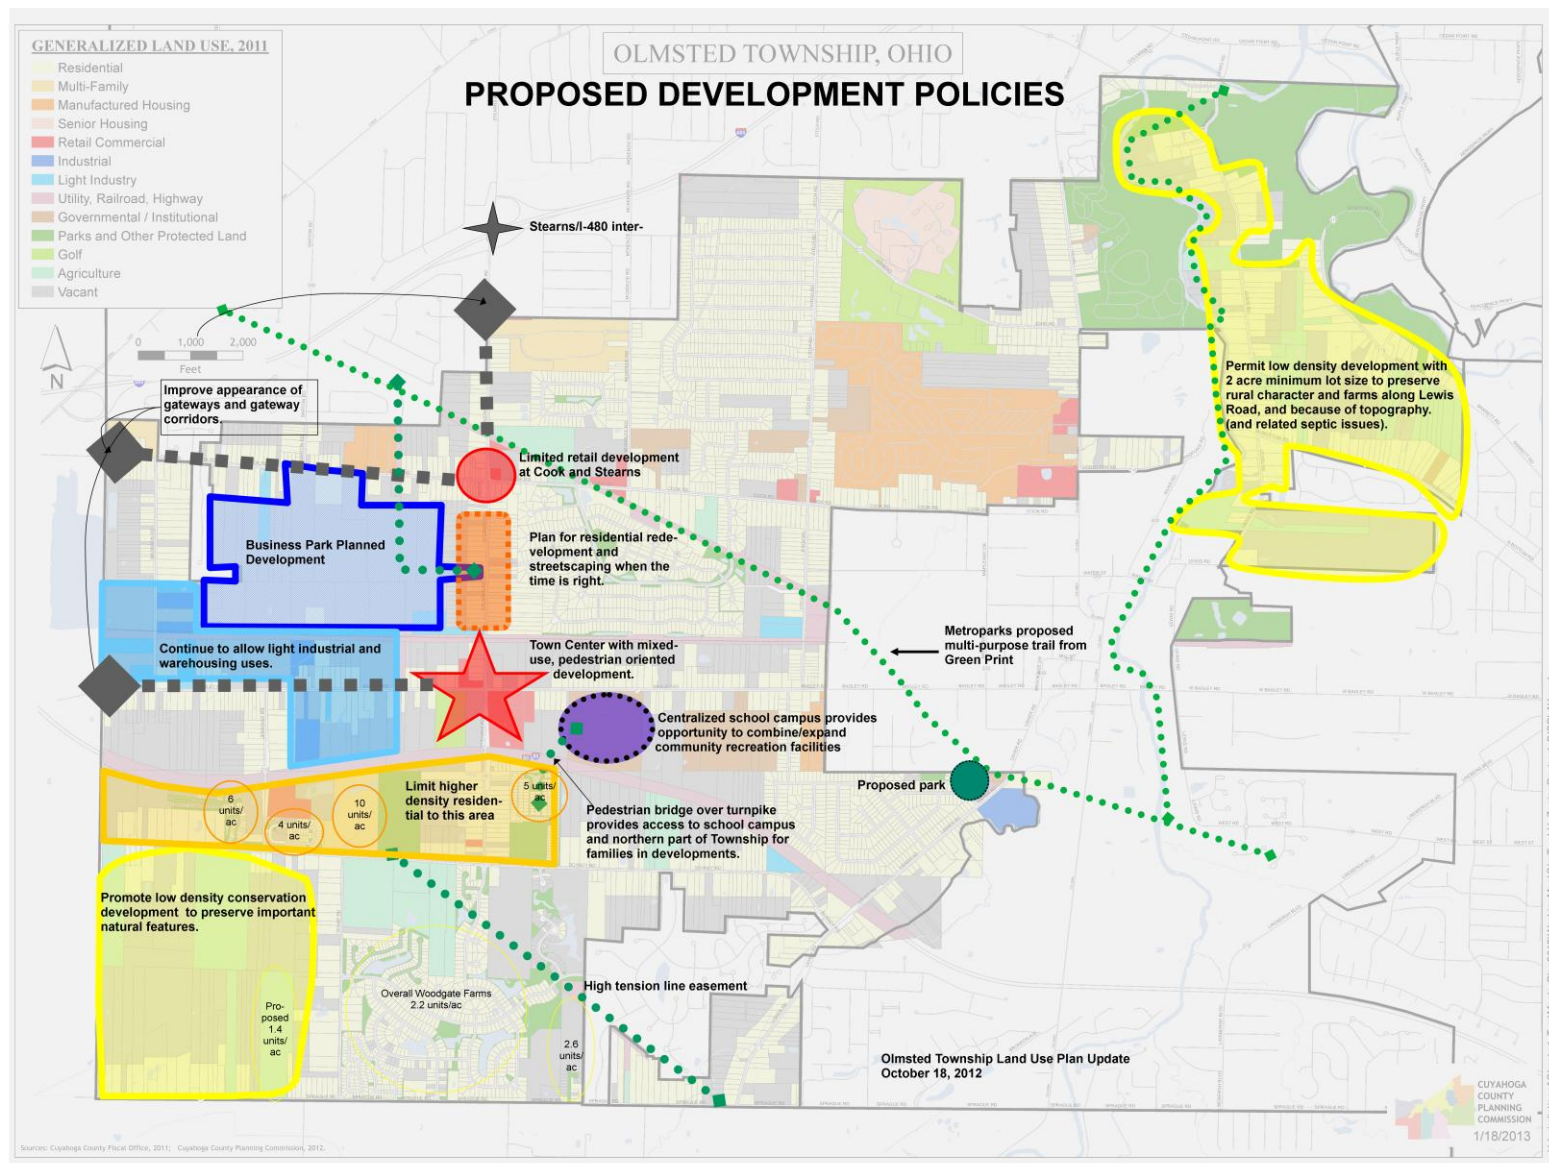 GENERALIZED LAND USE, 2011
Residential
Multi-Family
Manufactured Housing
Senior Housing
Retail Commercial
Industrial
Light Industry
Utility, Railroad, Highway
Governmental / Institutional
Parks and Other Protected Land
Golf
Agriculture
Vacant
OLMSTED TOWNSHIP, OHIO
PROPOSED DEVELOPMENT POLICIES
Stearns/I-480 inter-
N
0 1,000 2,000
Feet
Improve appearance of
gateways and gateway
corridors.
Limited retail development
at Cook and Stearns
Permit low density development with
2 acre minimum lot size to preserve
rural character and farms along Lewis
Road, and because of topography.
(and related septic issues).
Business Park Planned
Development
Plan for residential rede-
velopment and
streetscaping when the
time is right.
Continue to allow light industrial and
warehousing uses.
Town Center with mixed-
use, pedestrian oriented
development.
Metroparks proposed
multi-purpose trail from
Green Print
Centralized school campus provides
opportunity to combine/expand
community recreation facilities
Proposed park
6
units/
ac
4 units/
ac
10
units/
ac
Limit higher
density residen-
tial to this area
5 units/
ac
Pedestrian bridge over turnpike
provides access to school campus
and northern part of Township for
families in developments.
Promote low density conservation
development to preserve important
natural features.
Pro-
posed
1.4
units/
ac
Overall Woodgate Farms
2.2 units/ac
High tension line easement
2.6
units/
ac
Olmsted Township Land Use Plan Update
October 18, 2012
CUYAHOGA
COUNTY
PLANNING
COMMISSION
1/18/2013
Sources: Cuyahoga County Fiscal Office, 2011; Cuyahoga County Planning Commission, 2012.